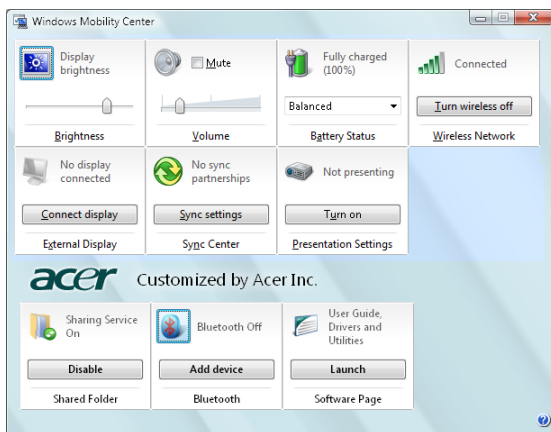 Windows Mobility Center
Display
brightness
Brightness
Mute
Volume
Fully charged
(100%)
Balanced
Battery Status
Connected
Turn wireless off
Wireless Network
No display
connected
Connect display
External Display
No sync
partnerships
Sync settings
Sync Center
Not presenting
Turn on
Presentation Settings
acer Customized by Acer Inc.
Sharing Service
On
Disable
Shared Folder
Bluetooth Off
Add device
Bluetooth
User Guide,
Drivers and
Utilities
Launch
Software Page